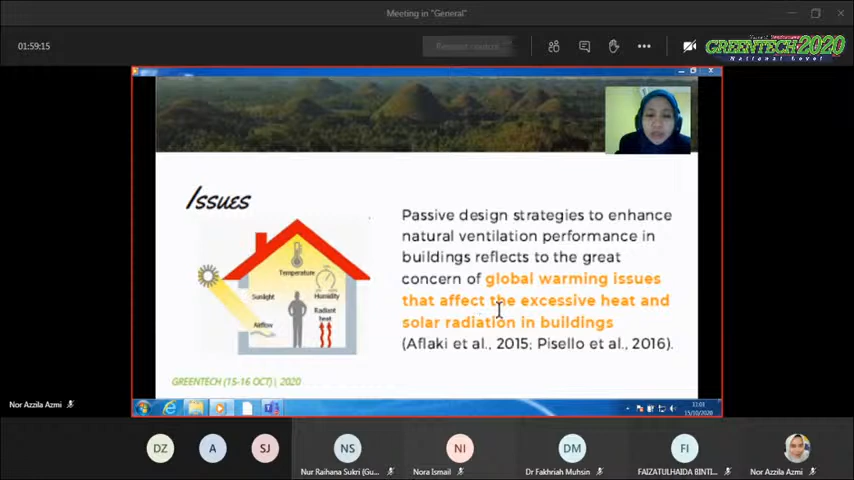 Meeting in "General"
01:59:15
GREENTECH2020
National Level
Issues
Temperature
Sunlight
Humidity
Radiant
heat
Airflow
Passive design strategies to enhance
natural ventilation performance in
buildings reflects to the great
concern of global warming issues
that affect the excessive heat and
solar radiation in buildings
(Aflaki et al., 2015; Pisello et al., 2016).
GREENTECH (15-16 OCT) | 2020
15/10/2020
Nor Azzila Azmi
DZ
A
SJ
NS
NI
DM
FI
Nur Raihana Sukri (Gu...
Nora Ismail
Dr Fakhriah Muhsin
FAIZATULHAIDA BINTI...
Nor Azzila Azmi